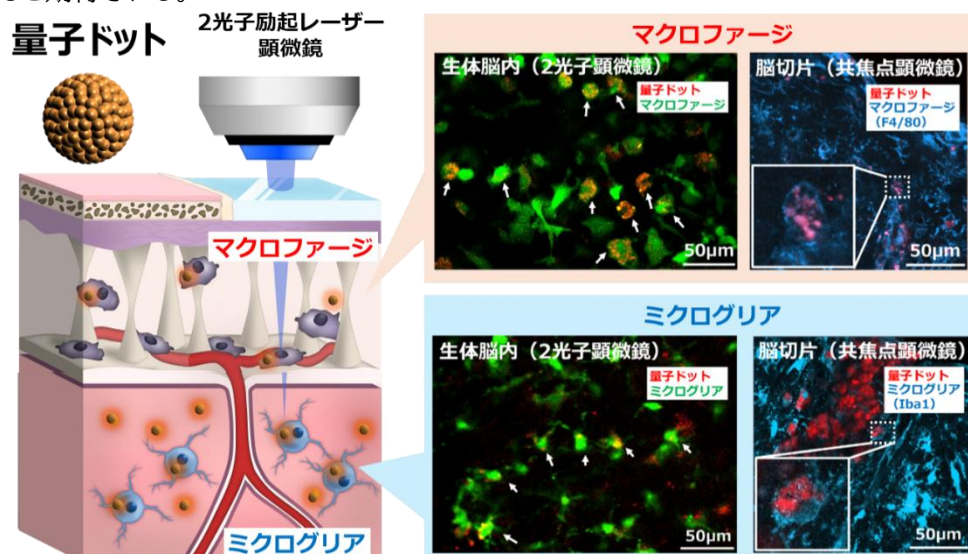 ると期待される。
量子ドット
2光子励起レーザー
顕微鏡
マクロファージ
ミクログリア
マクロファージ
生体脳内（2光子顕微鏡）
量子ドット
マクロファージ
50μm
脳切片（共焦点顕微鏡）
量子ドット
マクロファージ
（F4/80）
50μm
ミクログリア
生体脳内（2光子顕微鏡）
量子ドット
ミクログリア
50μm
脳切片（共焦点顕微鏡）
量子ドット
ミクログリア
（Iba1）
50μm